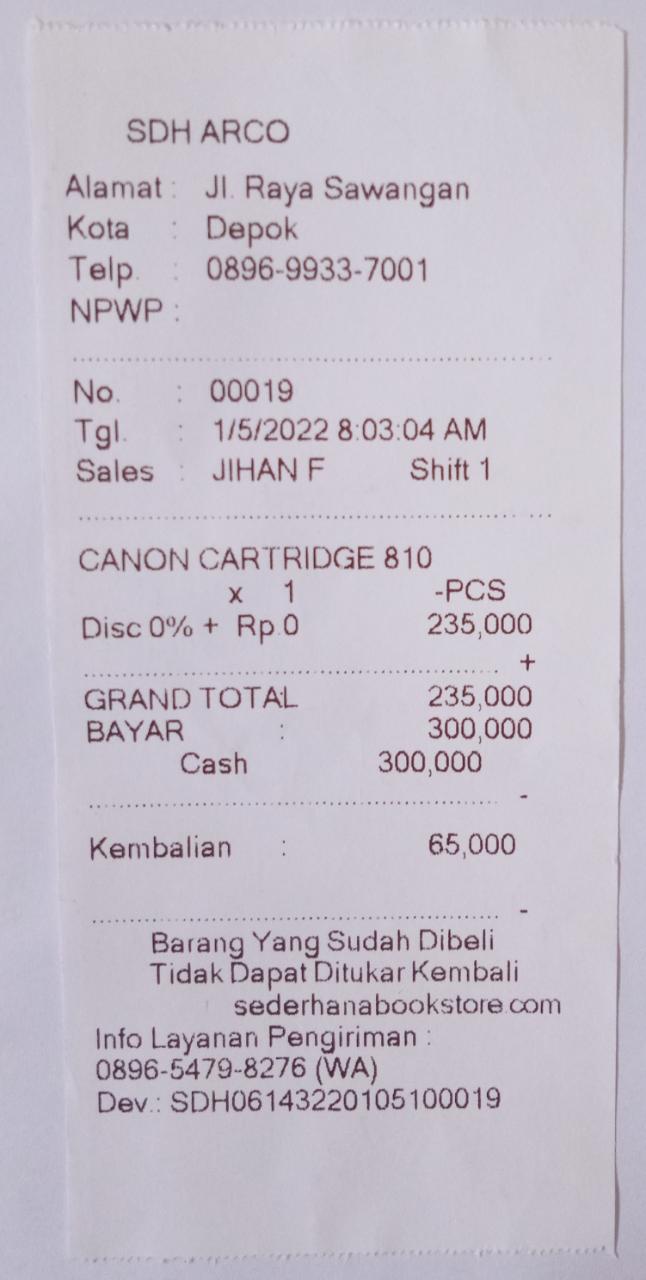 SDH ARCO
Alamat : Jl. Raya Sawangan
Kota : Depok
Telp. : 0896-9933-7001
NPWP :
No. : 00019
Tgl. : 1/5/2022 8:03:04 AM
Sales : JIHAN F Shift 1
CANON CARTRIDGE 810
x 1 -PCS
Disc 0% + Rp.0 235,000
+
GRAND TOTAL 235,000
BAYAR : 300,000
Cash 300,000
-
Kembalian : 65,000
-
Barang Yang Sudah Dibeli
Tidak Dapat Ditukar Kembali
sederhanabookstore.com
Info Layanan Pengiriman :
0896-5479-8276 (WA)
Dev.: SDH06143220105100019